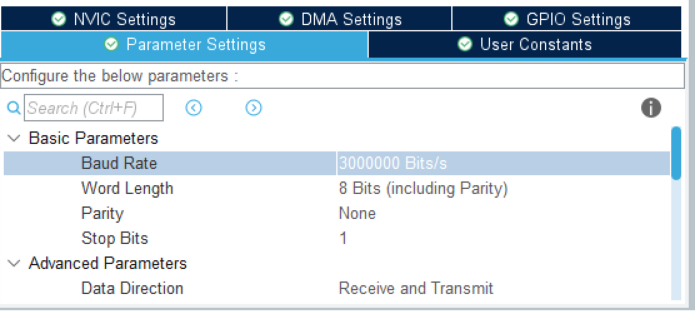 NVIC Settings DMA Settings GPIO Settings
Parameter Settings User Constants
Configure the below parameters :
Search (Ctrl+F)
Basic Parameters
Baud Rate 3000000 Bits/s
Word Length 8 Bits (including Parity)
Parity None
Stop Bits 1
Advanced Parameters
Data Direction Receive and Transmit